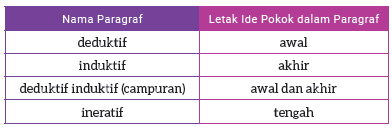 Nama Paragraf Letak Ide Pokok dalam Paragraf
deduktif awal
induktif akhir
deduktif induktif (campuran) awal dan akhir
ineratif tengah